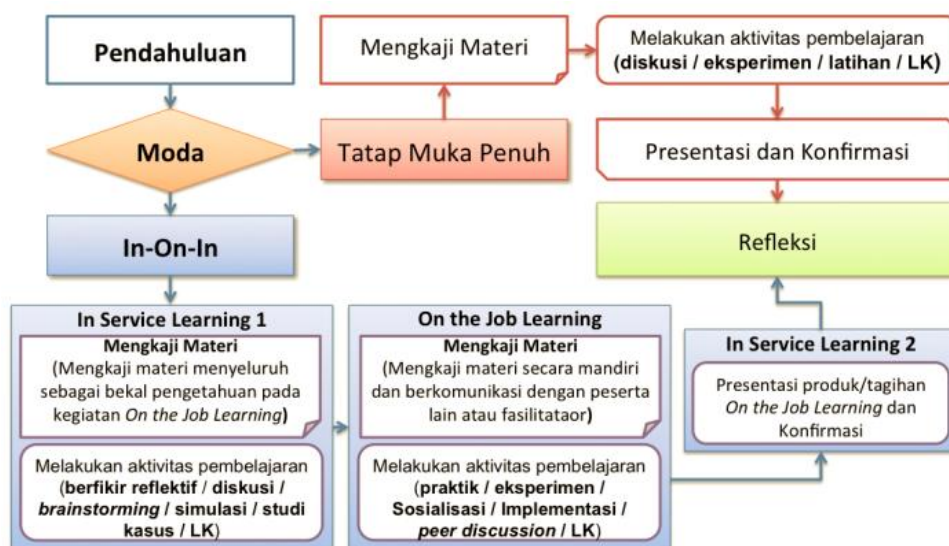 Pendahuluan
Moda
Tatap Muka Penuh
Mengkaji Materi
Melakukan aktivitas pembelajaran
(diskusi / eksperimen / latihan / LK)
Presentasi dan Konfirmasi
Refleksi
In-On-In
In Service Learning 1
Mengkaji Materi
(Mengkaji materi menyeluruh
sebagai bekal pengetahuan pada
kegiatan On the Job Learning)
Melakukan aktivitas pembelajaran
(berfikir reflektif / diskusi /
brainstorming / simulasi / studi
kasus / LK)
On the Job Learning
Mengkaji Materi
(Mengkaji materi secara mandiri
dan berkomunikasi dengan peserta
lain atau fasilitataor)
Melakukan aktivitas pembelajaran
(praktik / eksperimen /
Sosialisasi / Implementasi /
peer discussion / LK)
In Service Learning 2
Presentasi produk/tagihan
On the Job Learning dan
Konfirmasi